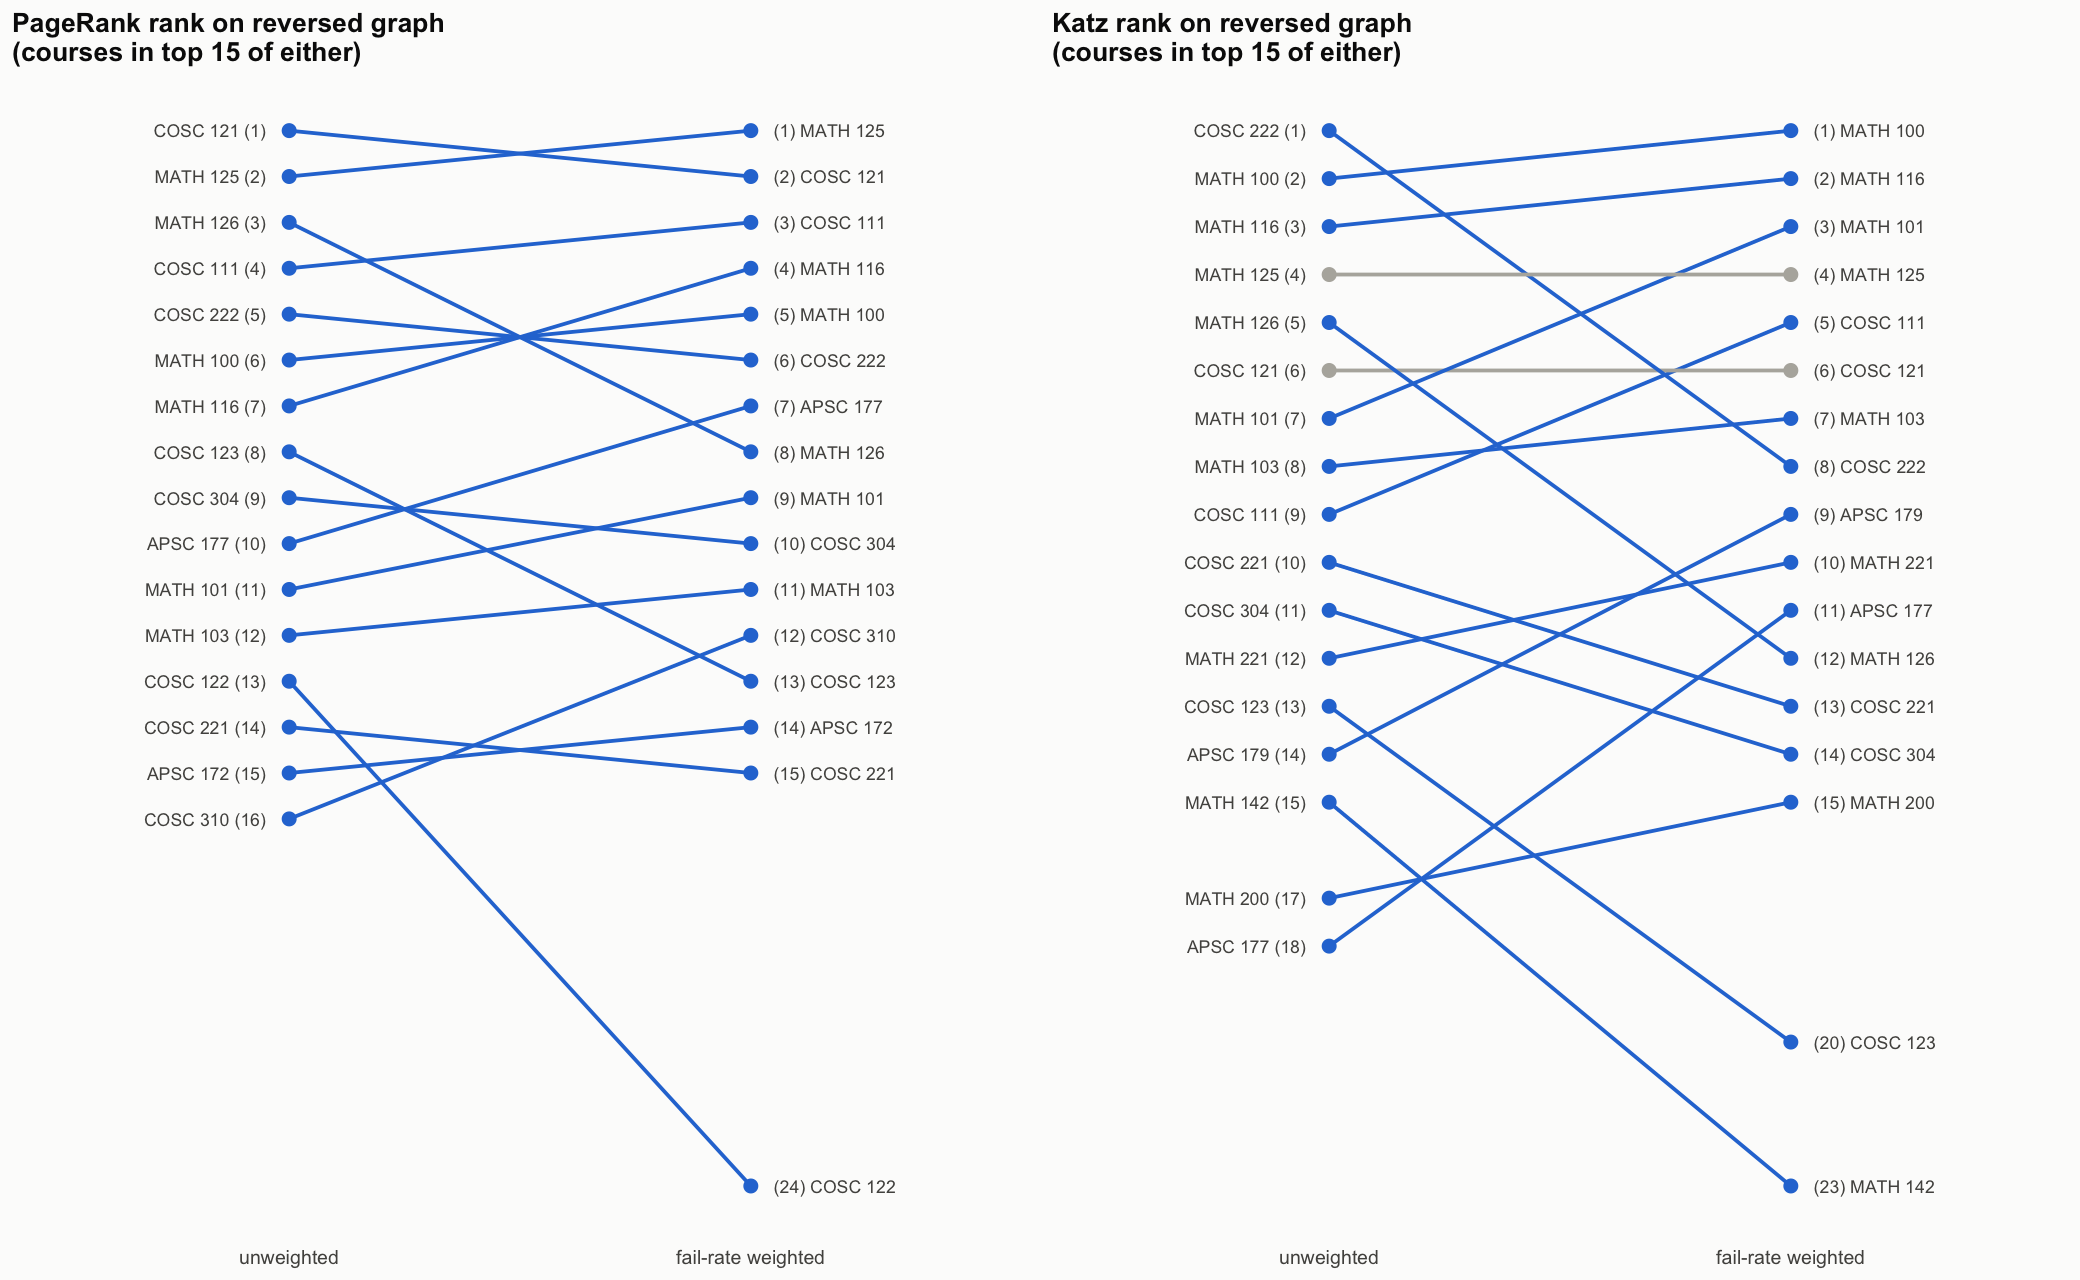 PageRank rank on reversed graph
(courses in top 15 of either)
COSC 121 (1)
MATH 125 (2)
MATH 126 (3)
COSC 111 (4)
COSC 222 (5)
MATH 100 (6)
MATH 116 (7)
COSC 123 (8)
COSC 304 (9)
APSC 177 (10)
MATH 101 (11)
MATH 103 (12)
COSC 122 (13)
COSC 221 (14)
APSC 172 (15)
COSC 310 (16)
(1) MATH 125
(2) COSC 121
(3) COSC 111
(4) MATH 116
(5) MATH 100
(6) COSC 222
(7) APSC 177
(8) MATH 126
(9) MATH 101
(10) COSC 304
(11) MATH 103
(12) COSC 310
(13) COSC 123
(14) APSC 172
(15) COSC 221
(24) COSC 122
unweighted
fail-rate weighted
Katz rank on reversed graph
(courses in top 15 of either)
COSC 222 (1)
MATH 100 (2)
MATH 116 (3)
MATH 125 (4)
MATH 126 (5)
COSC 121 (6)
MATH 101 (7)
MATH 103 (8)
COSC 111 (9)
COSC 221 (10)
COSC 304 (11)
MATH 221 (12)
COSC 123 (13)
APSC 179 (14)
MATH 142 (15)
MATH 200 (17)
APSC 177 (18)
(1) MATH 100
(2) MATH 116
(3) MATH 101
(4) MATH 125
(5) COSC 111
(6) COSC 121
(7) MATH 103
(8) COSC 222
(9) APSC 179
(10) MATH 221
(11) APSC 177
(12) MATH 126
(13) COSC 221
(14) COSC 304
(15) MATH 200
(20) COSC 123
(23) MATH 142
unweighted
fail-rate weighted